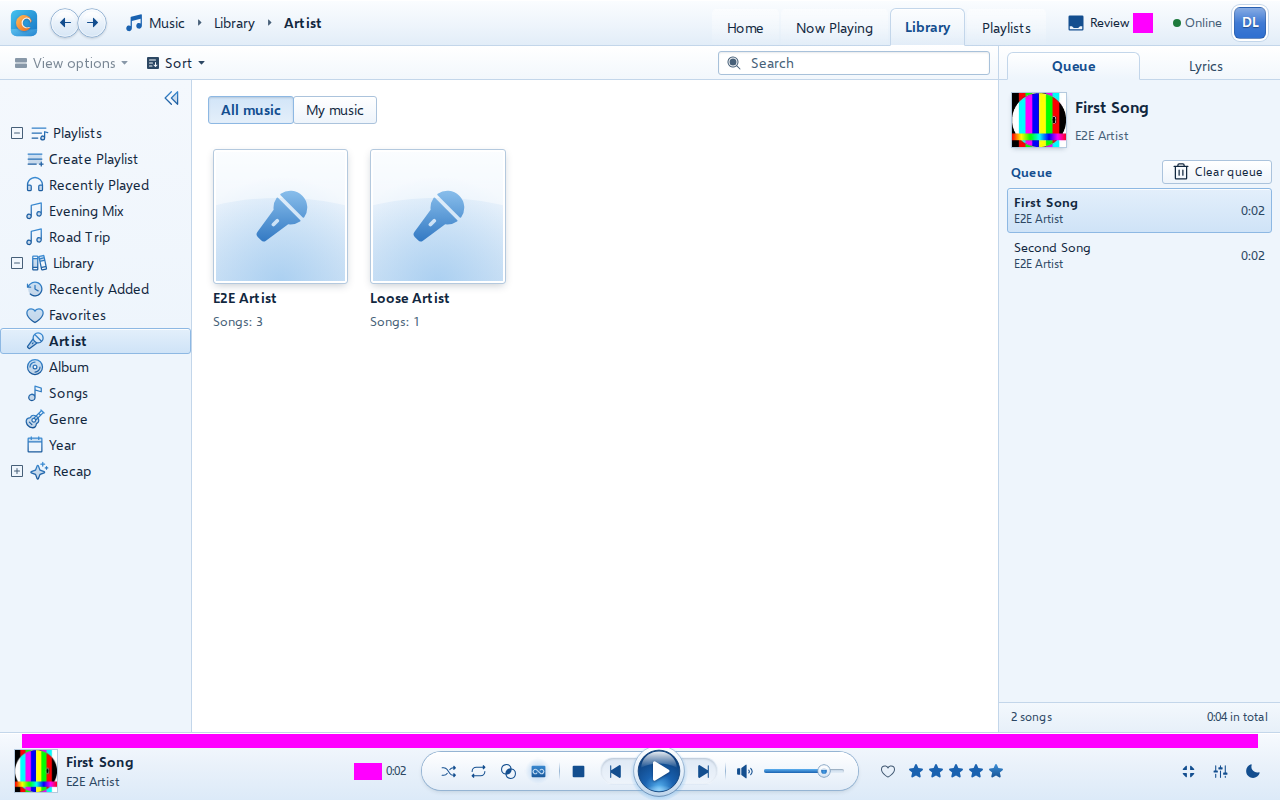 Music
Library
Artist
Home
Now Playing
Library
Playlists
Review
Online
DL
View options
Sort
Search
Queue
Lyrics
Playlists
Create Playlist
Recently Played
Evening Mix
Road Trip
Library
Recently Added
Favorites
Artist
Album
Songs
Genre
Year
Recap
All music
My music
E2E Artist
Songs: 3
Loose Artist
Songs: 1
First Song
E2E Artist
Queue
Clear queue
First Song
E2E Artist
0:02
Second Song
E2E Artist
0:02
2 songs
0:04 in total
First Song
E2E Artist
0:02